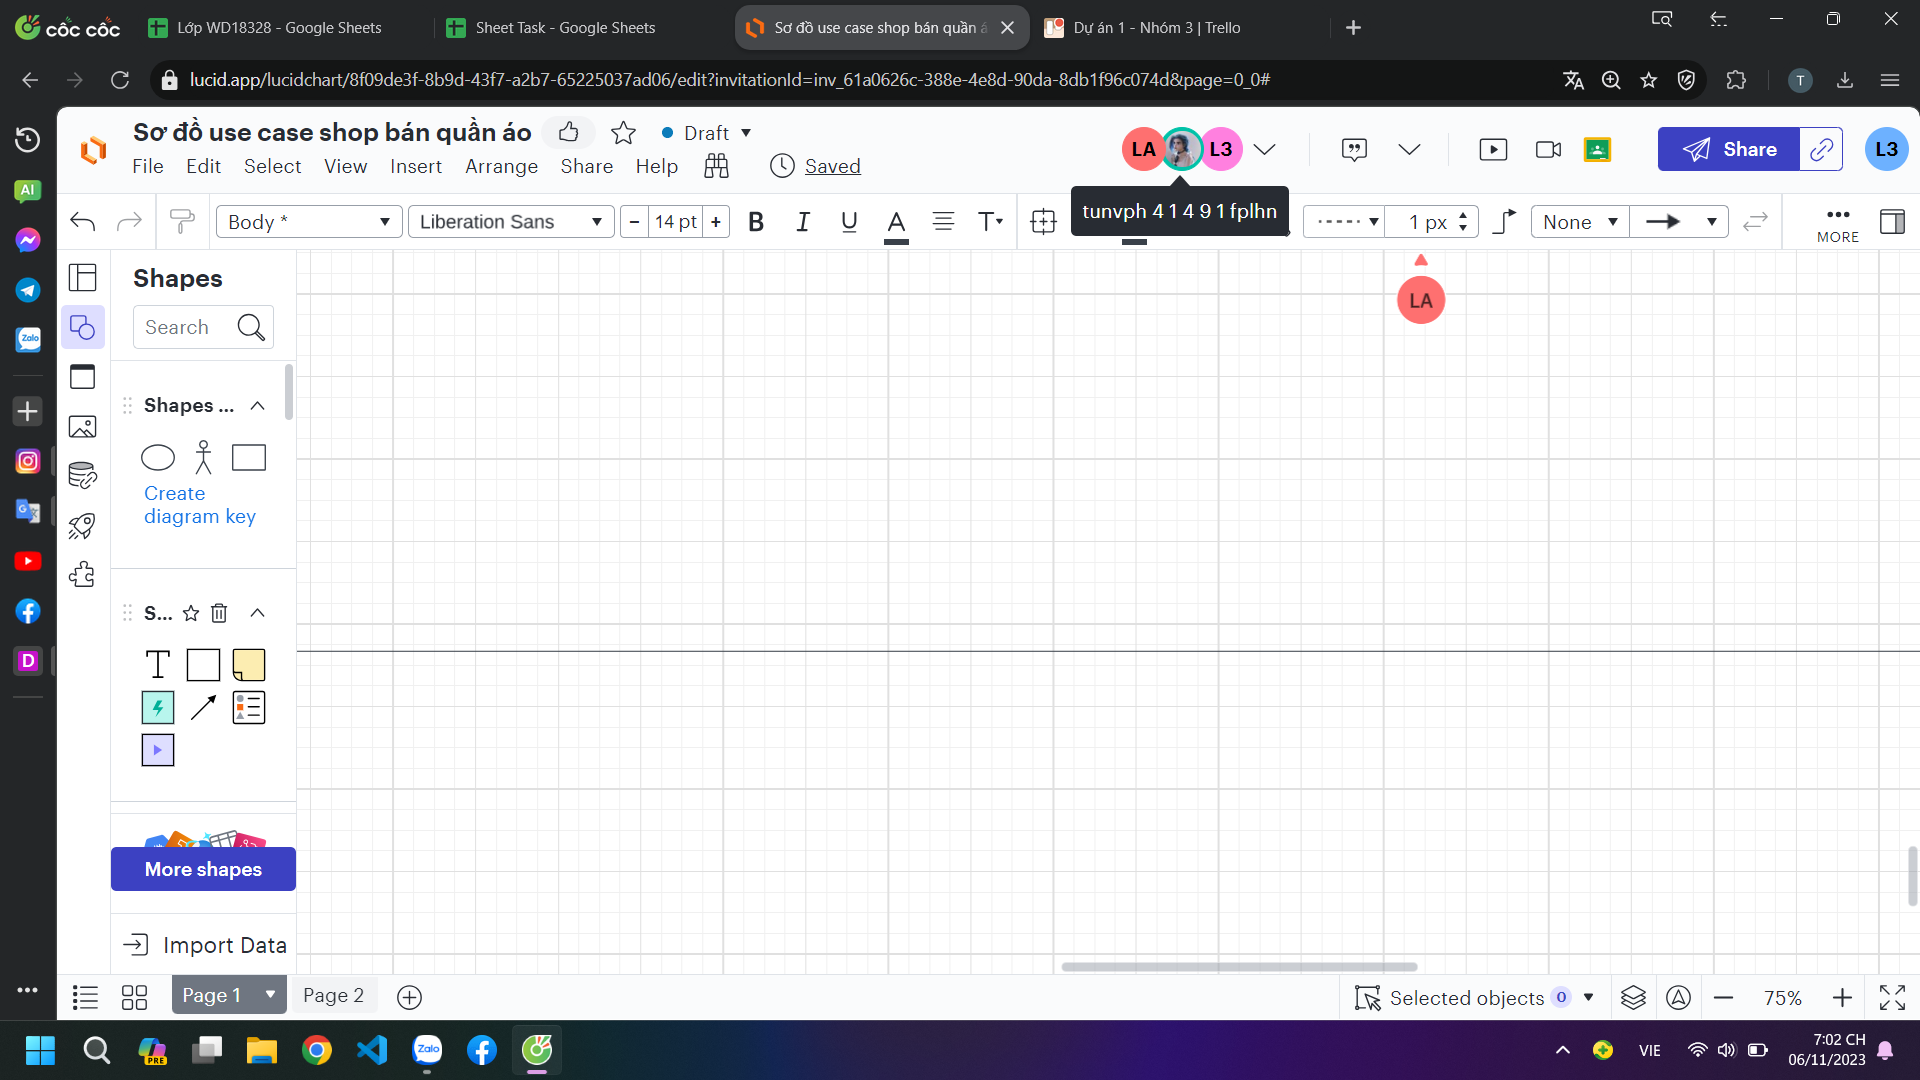 cốc cốc
Lớp WD18328 - Google Sheets
Sheet Task - Google Sheets
Sơ đồ use case shop bán quần á
Dự án 1 - Nhóm 3 | Trello
lucid.app/lucidchart/8f09de3f-8b9d-43f7-a2b7-65225037ad06/edit?invitationId=inv_61a0626c-388e-4e8d-90da-8db1f96c074d&page=0_0#
T
AI
Sơ đồ use case shop bán quần áo
Draft
File
Edit
Select
View
Insert
Arrange
Share
Help
Saved
LA
L3
Share
L3
tunvph 4 1 4 9 1 fplhn
Body *
Liberation Sans
14 pt
B
I
U
A
T
1 px
None
MORE
Shapes
Search
LA
Shapes ...
Create
diagram key
S...
T
More shapes
Import Data
Zalo
D
Page 1
Page 2
Selected objects
0
75%
PRE
Zalo
VIE
7:02 CH
06/11/2023